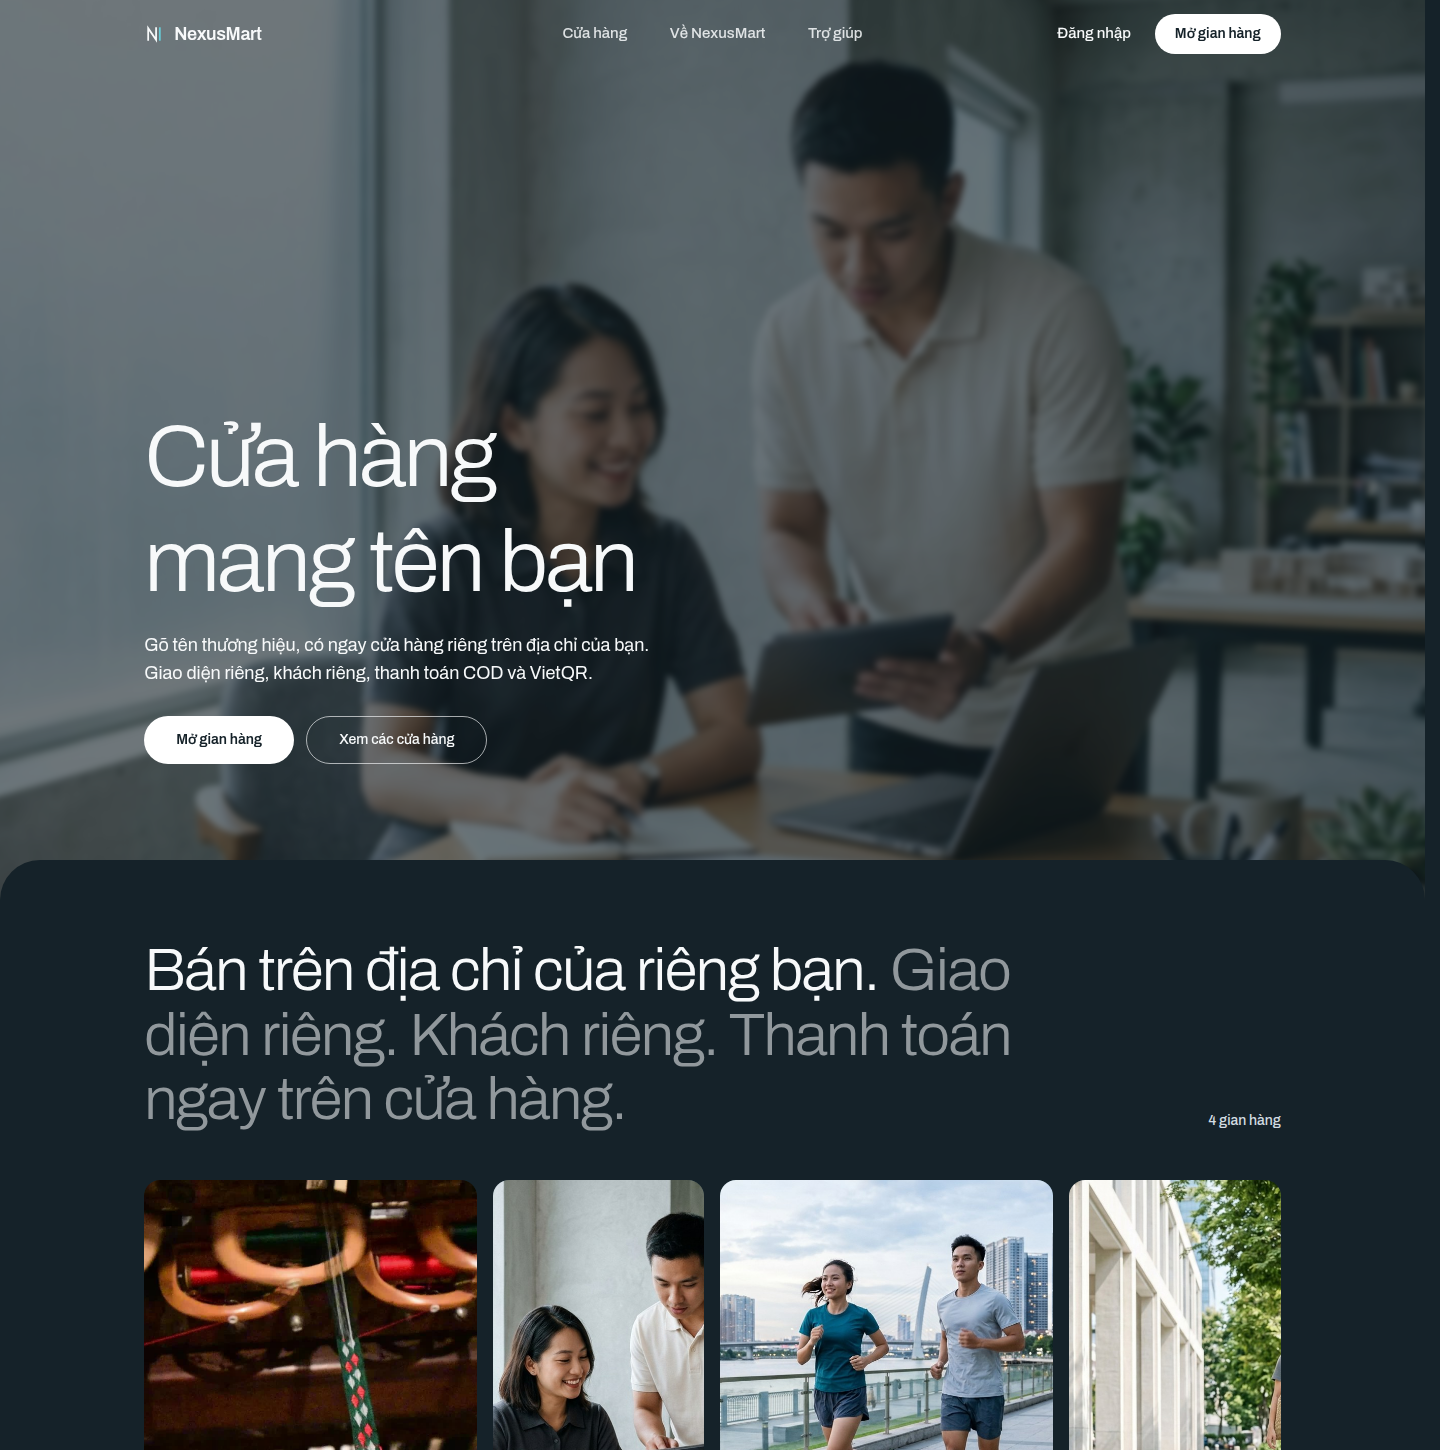 NexusMart
Cửa hàng
Về NexusMart
Trợ giúp
Đăng nhập
Mở gian hàng
Cửa hàng
mang tên bạn
Gõ tên thương hiệu, có ngay cửa hàng riêng trên địa chỉ của bạn.
Giao diện riêng, khách riêng, thanh toán COD và VietQR.
Mở gian hàng
Xem các cửa hàng
Bán trên địa chỉ của riêng bạn. Giao
diện riêng. Khách riêng. Thanh toán
ngay trên cửa hàng.
4 gian hàng